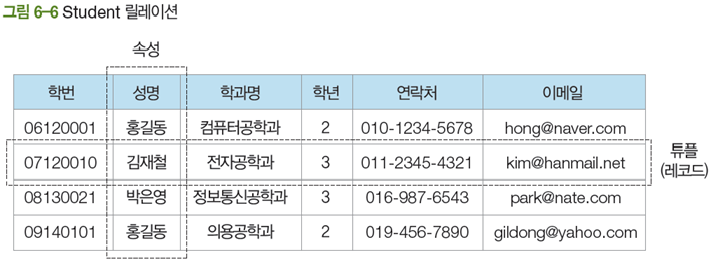 그림 6-6 Student 릴레이션
속성
학번 성명 학과명 학년 연락처 이메일
06120001 홍길동 컴퓨터공학과 2 010-1234-5678 hong@naver.com
07120010 김재철 전자공학과 3 011-2345-4321 kim@hanmail.net
튜플
(레코드)
08130021 박은영 정보통신공학과 3 016-987-6543 park@nate.com
09140101 홍길동 의용공학과 2 019-456-7890 gildong@yahoo.com